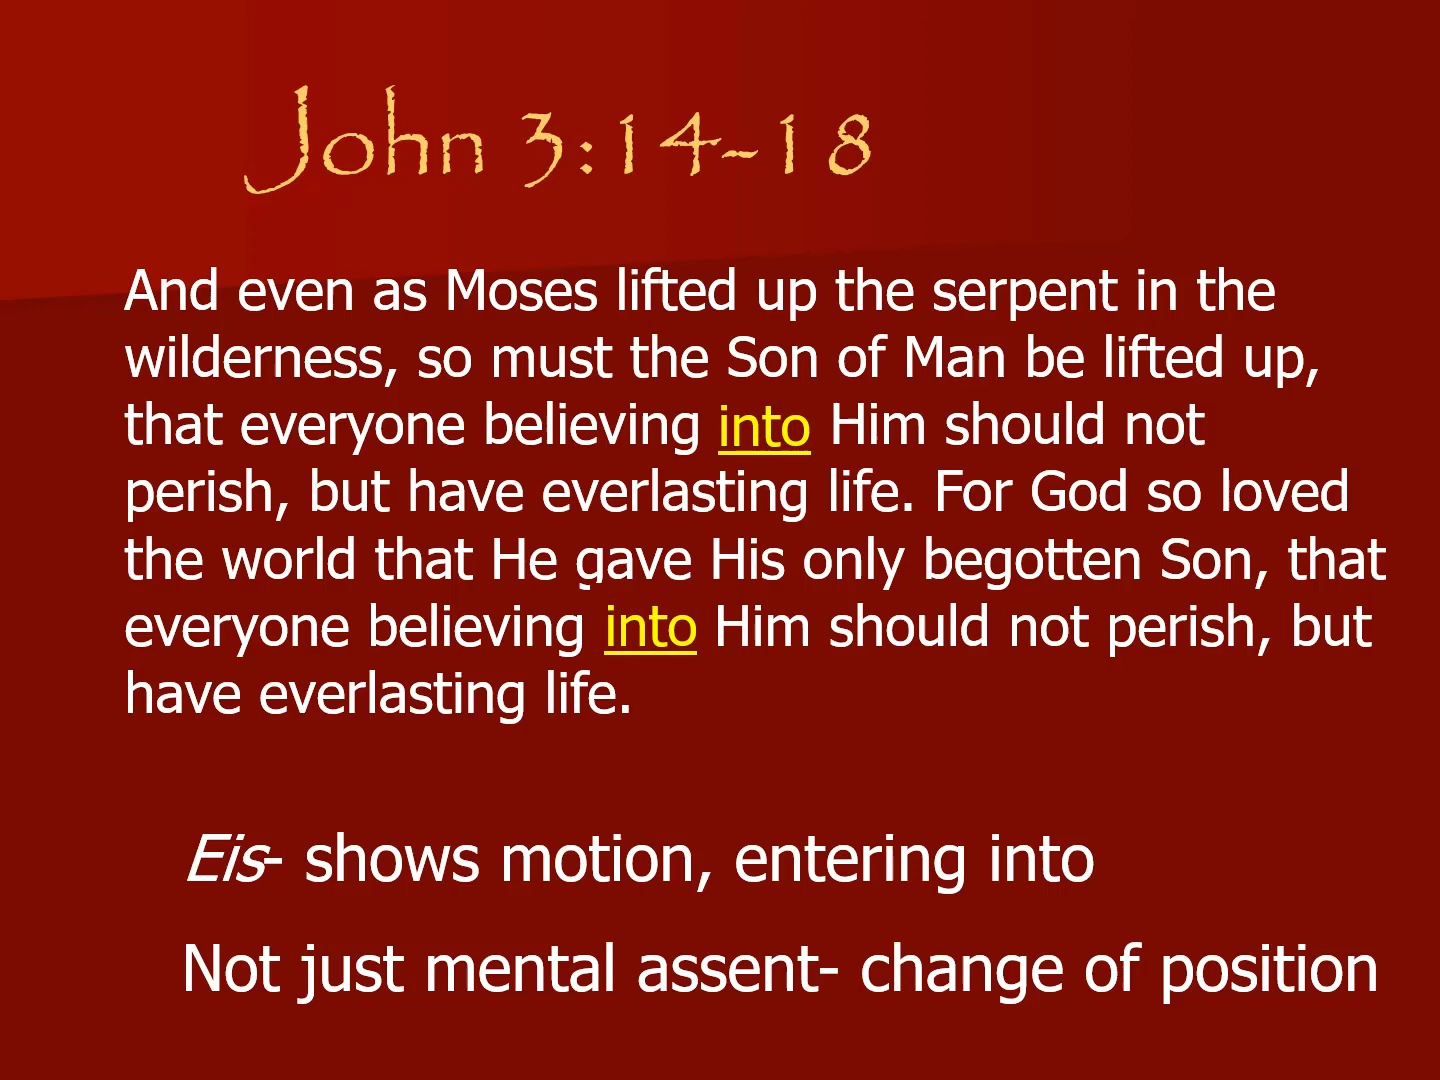 John 3:14-18
And even as Moses lifted up the serpent in the
wilderness, so must the Son of Man be lifted up,
that everyone believing into Him should not
perish, but have everlasting life. For God so loved
the world that He gave His only begotten Son, that
everyone believing into Him should not perish, but
have everlasting life.
Eis- shows motion, entering into
Not just mental assent- change of position